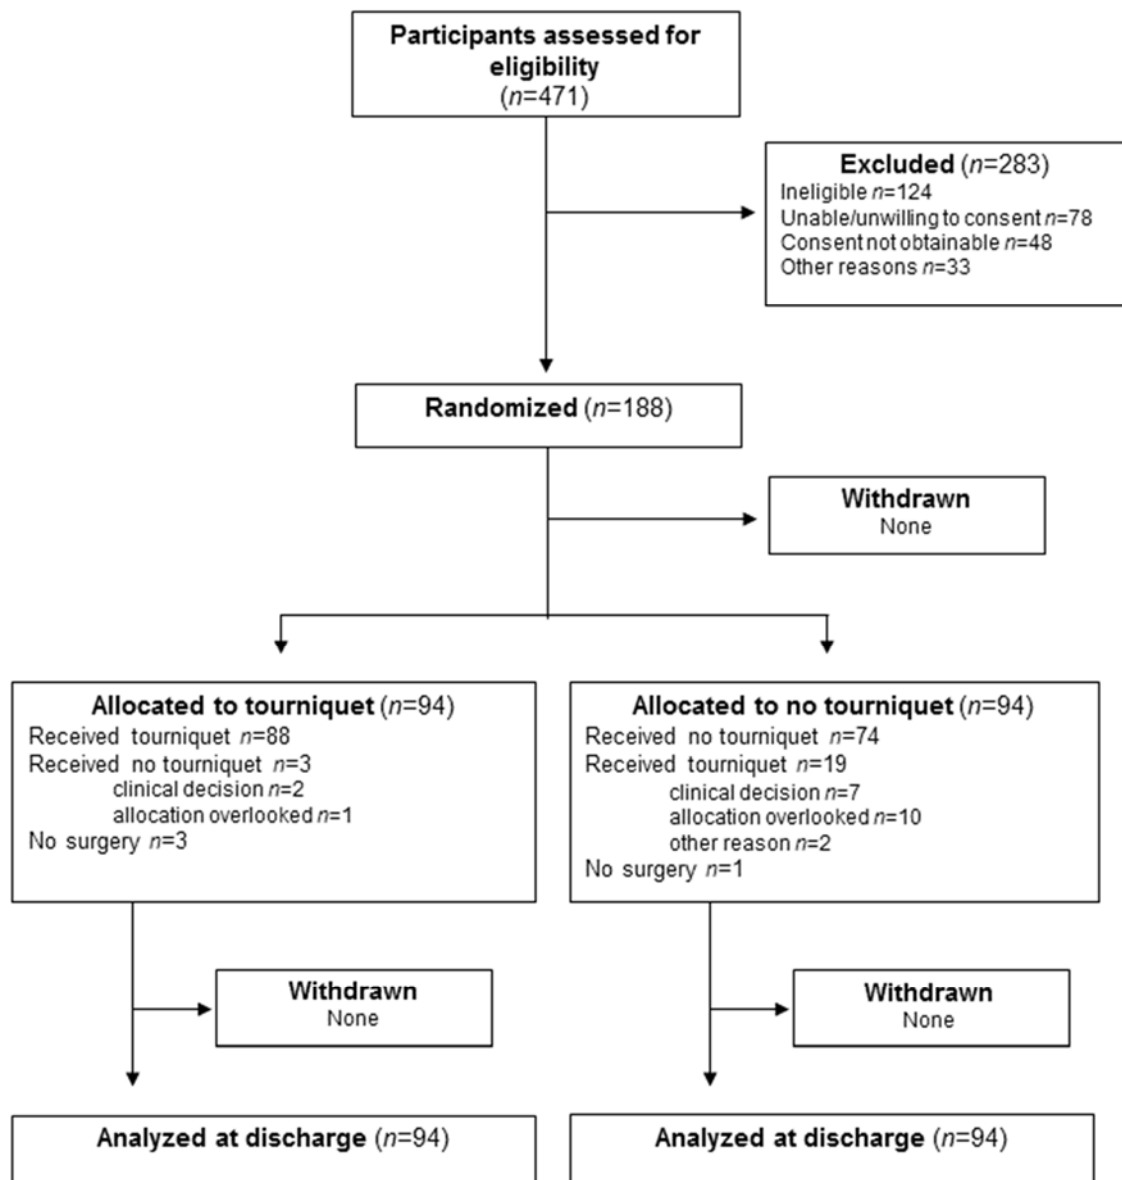 Participants assessed for
eligibility
(n=471)
Excluded (n=283)
Ineligible n=124
Unable/unwilling to consent n=78
Consent not obtainable n=48
Other reasons n=33
Randomized (n=188)
Withdrawn
None
Allocated to tourniquet (n=94)
Received tourniquet n=88
Received no tourniquet n=3
clinical decision n=2
allocation overlooked n=1
No surgery n=3
Allocated to no tourniquet (n=94)
Received no tourniquet n=74
Received tourniquet n=19
clinical decision n=7
allocation overlooked n=10
other reason n=2
No surgery n=1
Withdrawn
None
Withdrawn
None
Analyzed at discharge (n=94)
Analyzed at discharge (n=94)